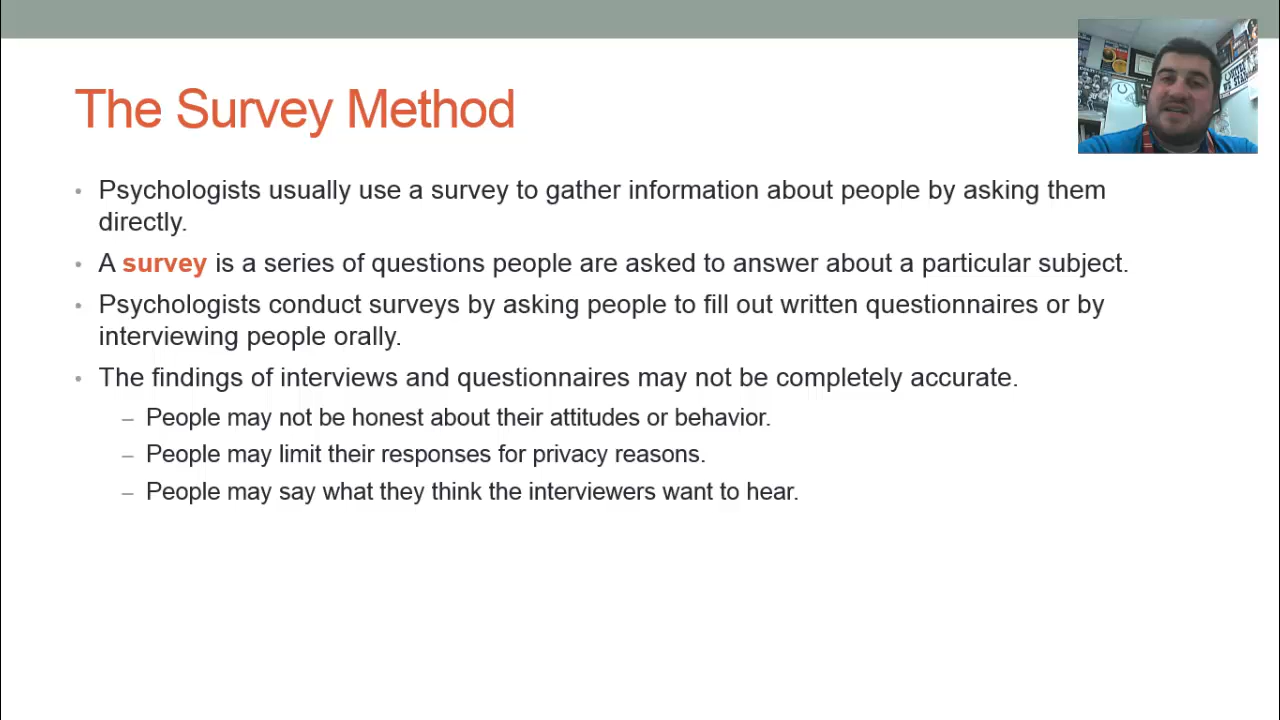 The Survey Method
• Psychologists usually use a survey to gather information about people by asking them
directly.
• A survey is a series of questions people are asked to answer about a particular subject.
• Psychologists conduct surveys by asking people to fill out written questionnaires or by
interviewing people orally.
• The findings of interviews and questionnaires may not be completely accurate.
– People may not be honest about their attitudes or behavior.
– People may limit their responses for privacy reasons.
– People may say what they think the interviewers want to hear.